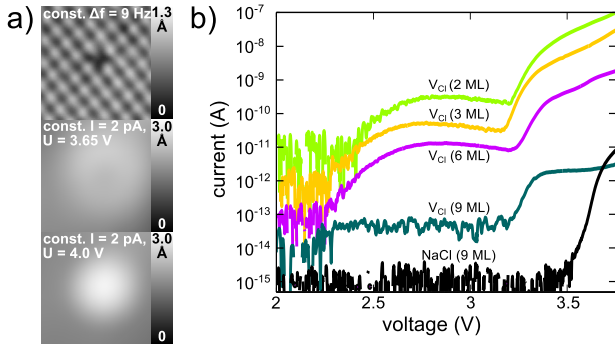 a)
const. Δf = 9 Hz
1.3
Å
0
const. I = 2 pA,
U = 3.65 V
3.0
Å
0
const. I = 2 pA,
U = 4.0 V
3.0
Å
0
b)
current (A)
10⁻⁷
10⁻⁸
10⁻⁹
10⁻¹⁰
10⁻¹¹
10⁻¹²
10⁻¹³
10⁻¹⁴
10⁻¹⁵
V_Cl (2 ML)
V_Cl (3 ML)
V_Cl (6 ML)
V_Cl (9 ML)
NaCl (9 ML)
2 2.5 3 3.5
voltage (V)